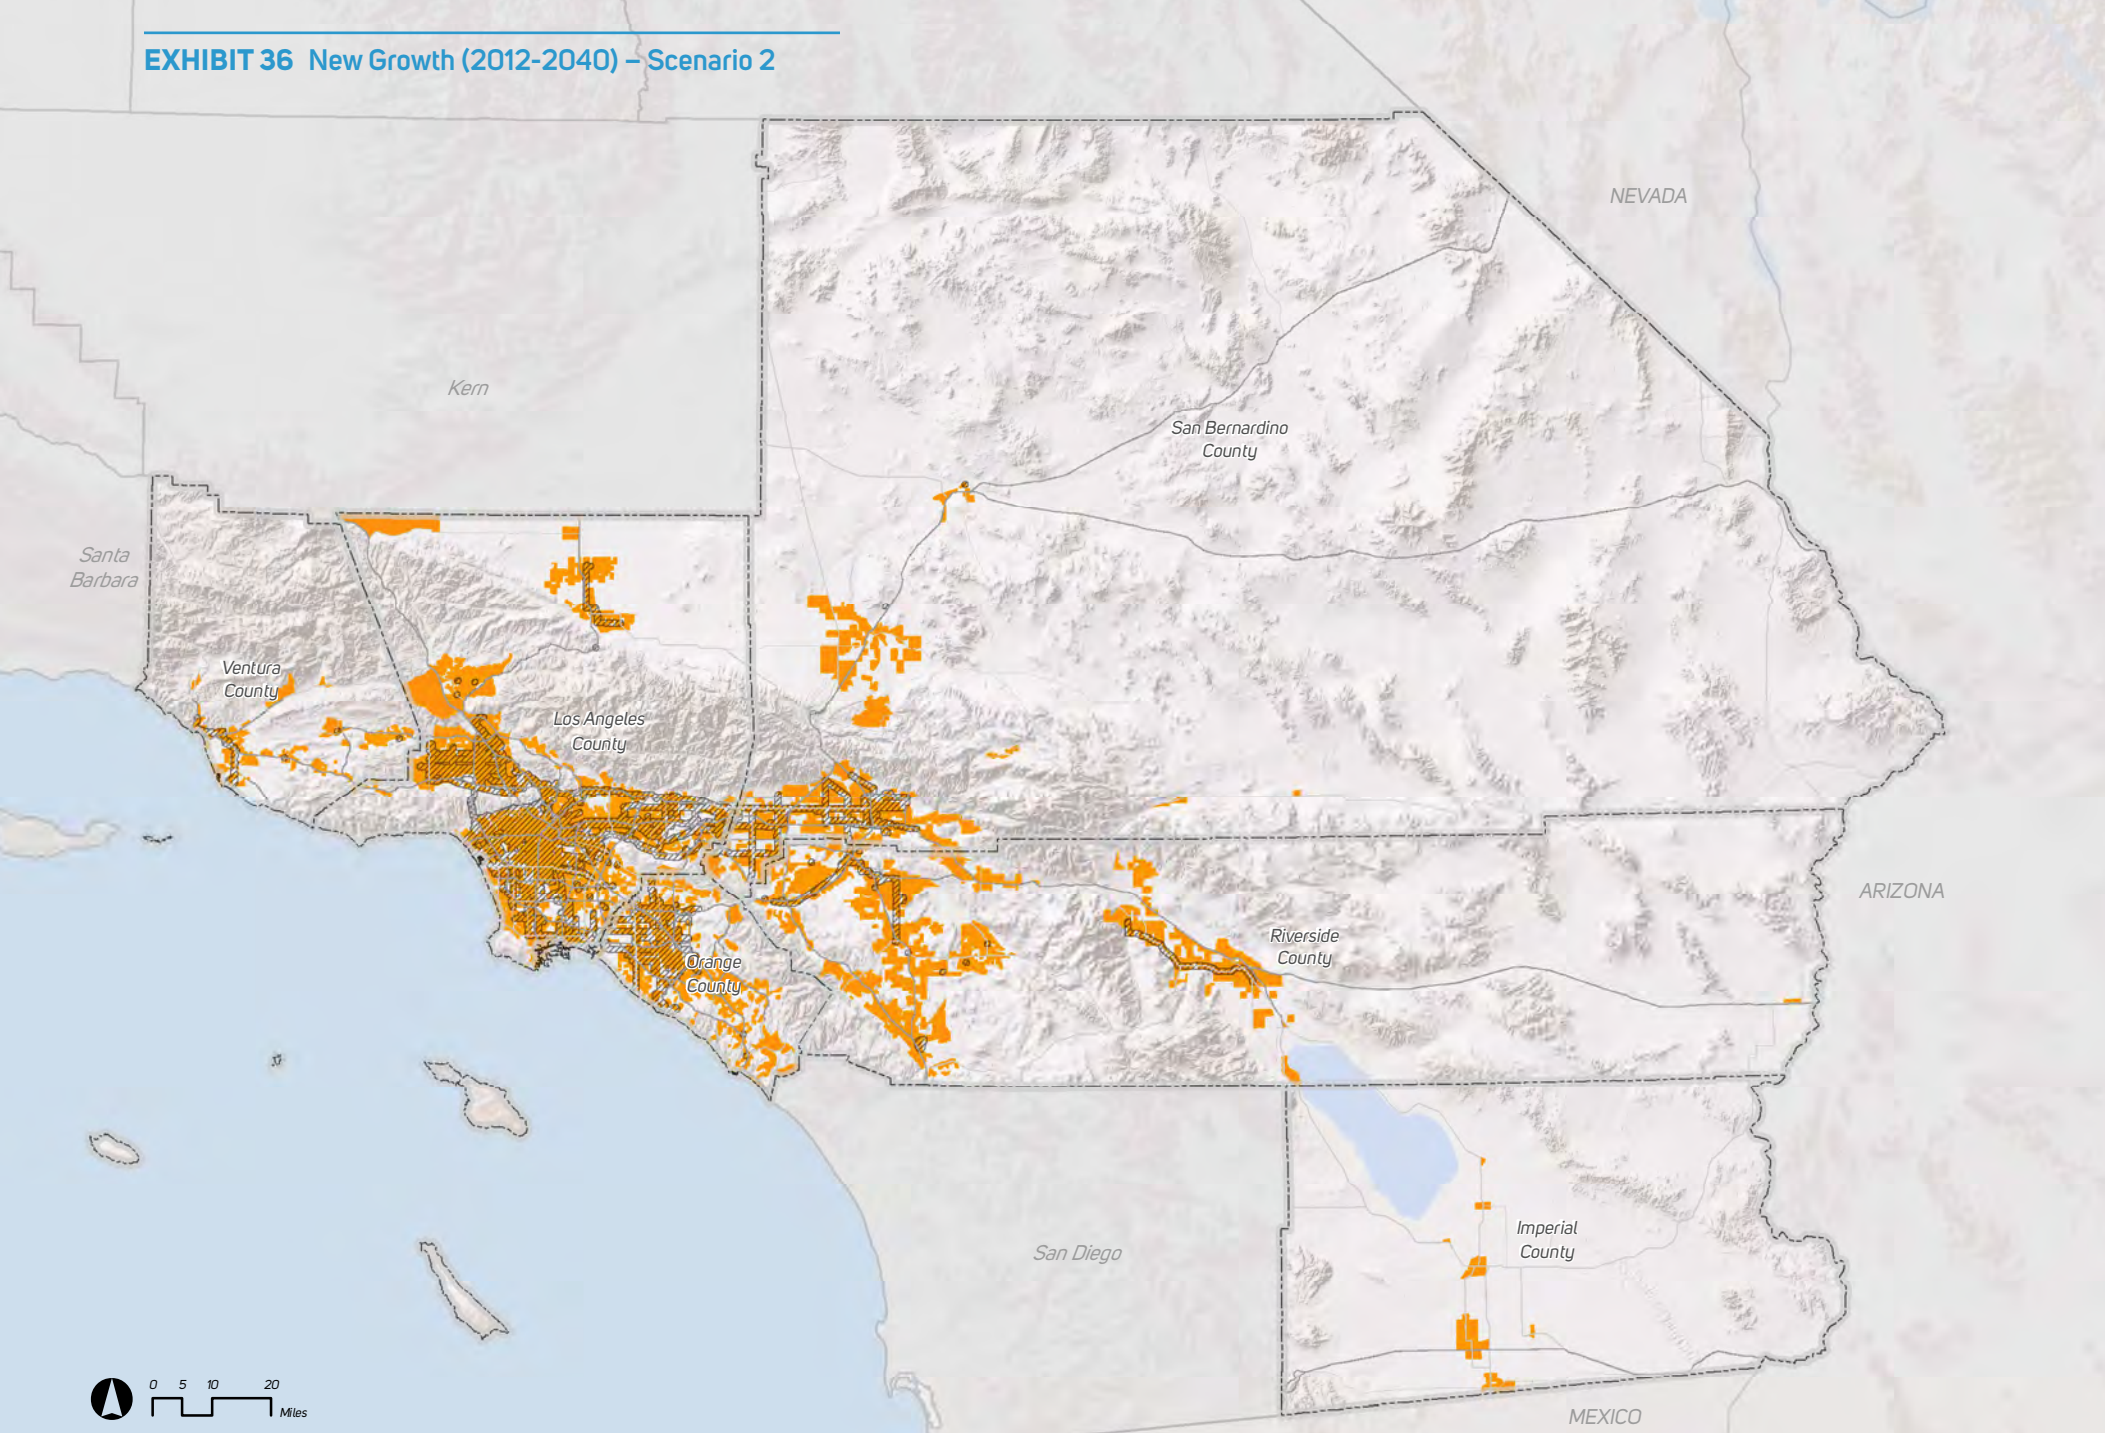 EXHIBIT 36 New Growth (2012-2040) – Scenario 2
NEVADA
Kern
San Bernardino
County
Santa
Barbara
Ventura
County
Los Angeles
County
ARIZONA
Riverside
County
Orange
County
Imperial
County
San Diego
0 5 10 20
Miles
MEXICO